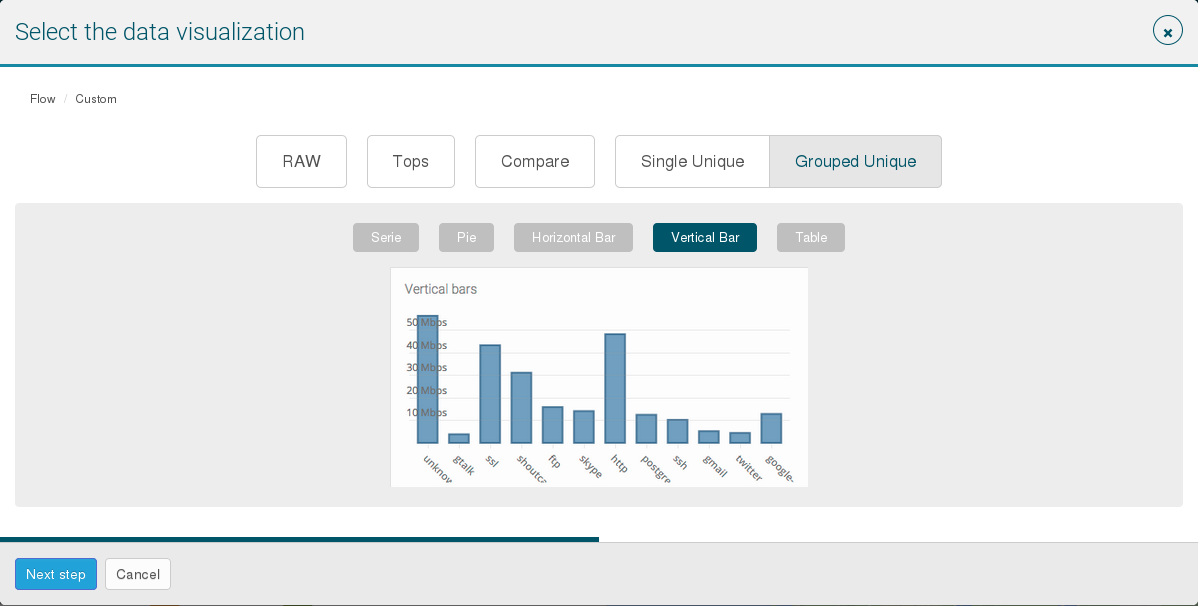 Select the data visualization
Flow / Custom
RAW Tops Compare Single Unique Grouped Unique
Serie Pie Horizontal Bar Vertical Bar Table
Vertical bars
50 Mbps
40 Mbps
30 Mbps
20 Mbps
10 Mbps
unknow gtalk ssl shoutca ftp skype http postgre ssh gmail twitter google-
Next step Cancel